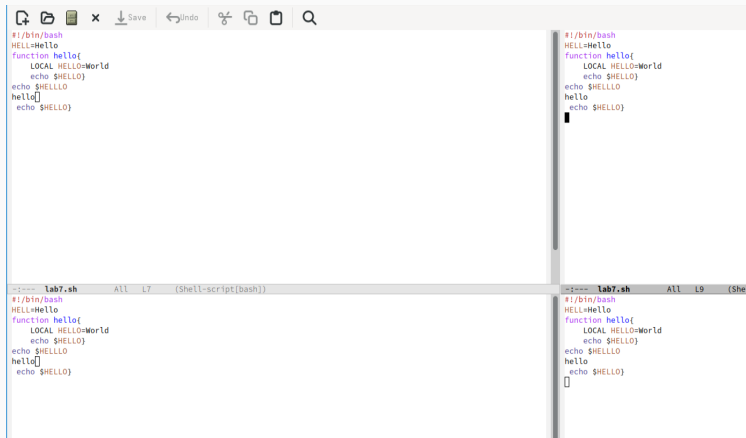 Save Undo
#!/bin/bash
HELL=Hello
function hello{
    LOCAL HELLO=World
    echo $HELLO}
echo $HELLLO
hello
 echo $HELLO}
-:--- lab7.sh All L7 (Shell-script[bash])
#!/bin/bash
HELL=Hello
function hello{
    LOCAL HELLO=World
    echo $HELLO}
echo $HELLLO
hello
 echo $HELLO}
-:--- lab7.sh All L9 (She
#!/bin/bash
HELL=Hello
function hello{
    LOCAL HELLO=World
    echo $HELLO}
echo $HELLLO
hello
 echo $HELLO}
#!/bin/bash
HELL=Hello
function hello{
    LOCAL HELLO=World
    echo $HELLO}
echo $HELLLO
hello
 echo $HELLO}